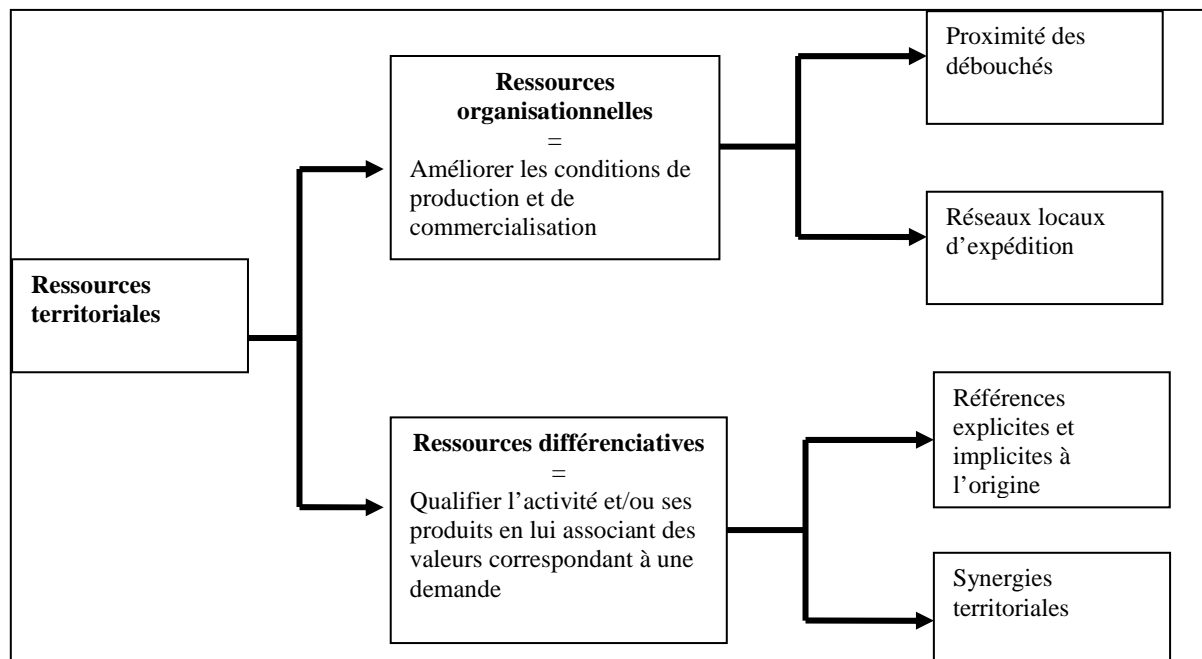 Ressources
territoriales
Ressources
organisationnelles
=
Améliorer les conditions de
production et de
commercialisation
Proximité des
débouchés
Réseaux locaux
d’expédition
Ressources différenciatives
=
Qualifier l’activité et/ou ses
produits en lui associant des
valeurs correspondant à une
demande
Références
explicites et
implicites à
l’origine
Synergies
territoriales